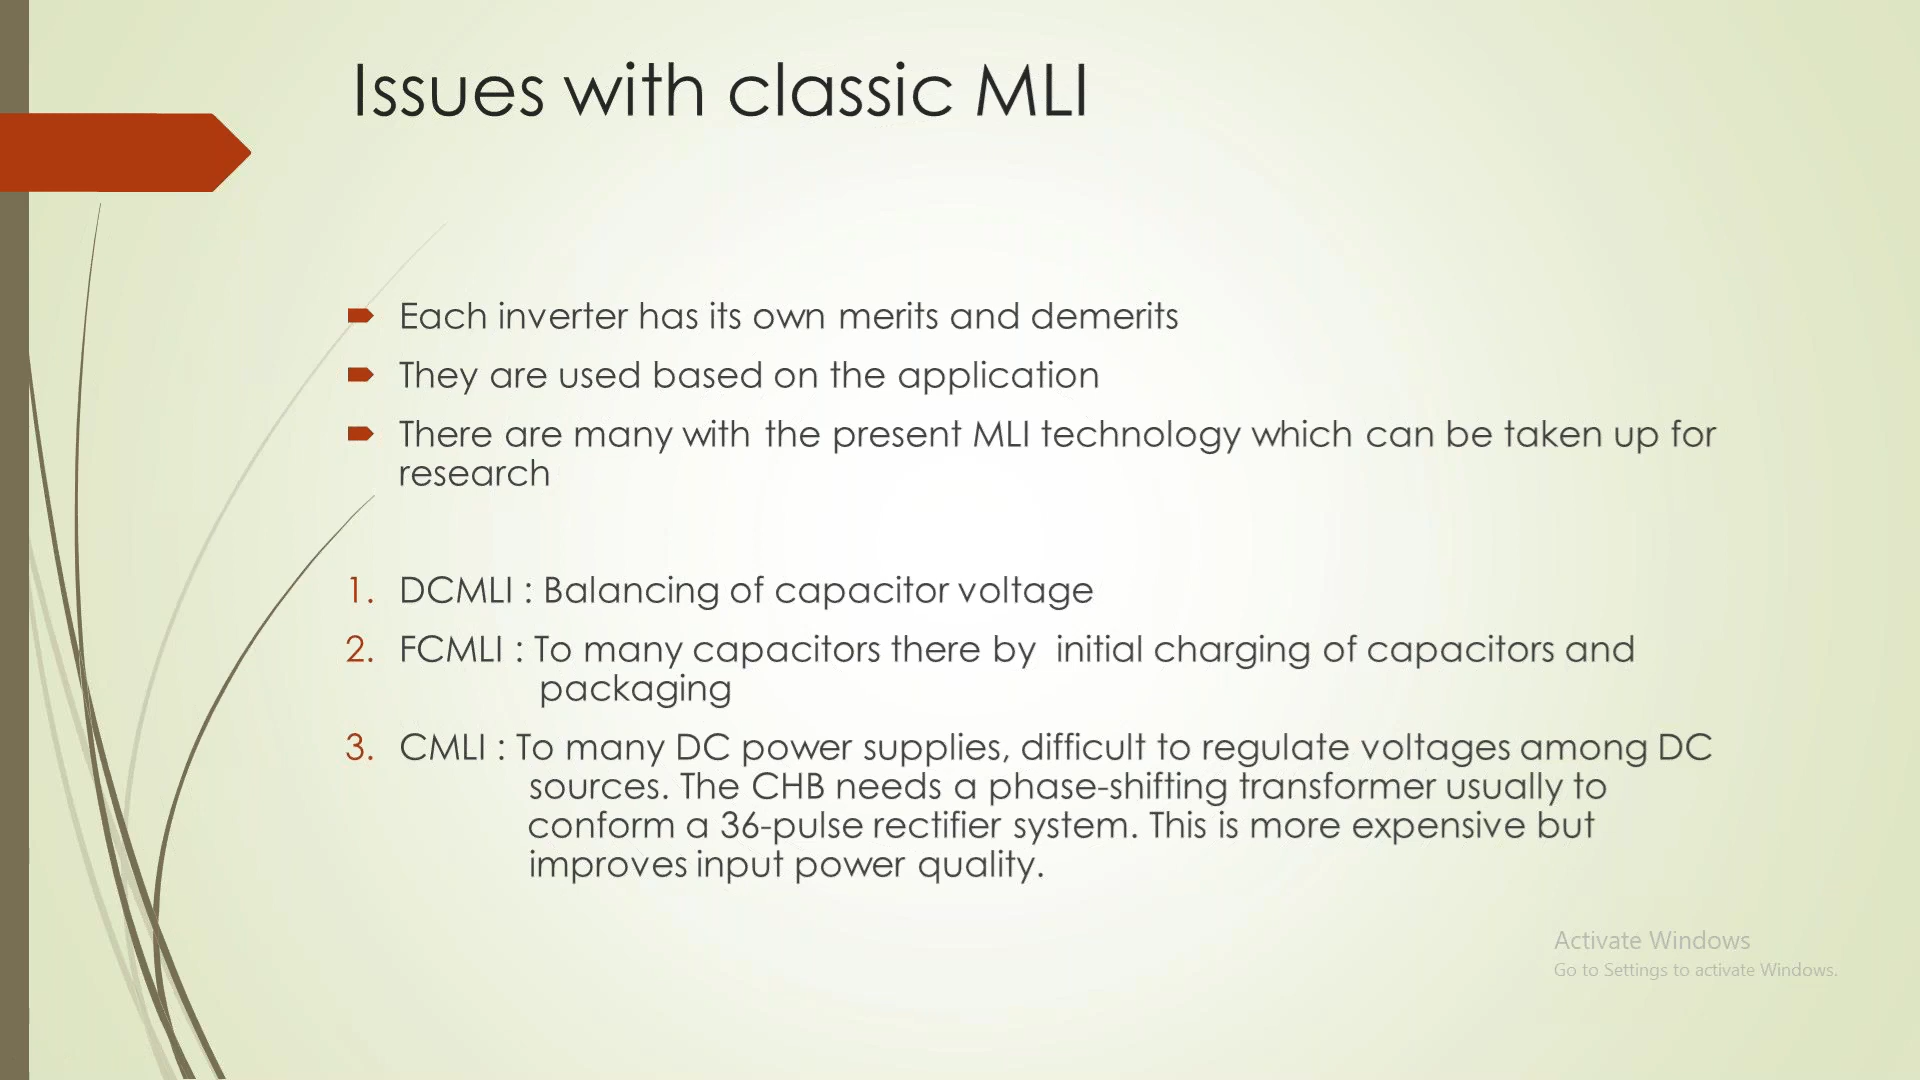 Issues with classic MLI
Each inverter has its own merits and demerits
They are used based on the application
There are many with the present MLI technology which can be taken up for
research
1. DCMLI : Balancing of capacitor voltage
2. FCMLI : To many capacitors there by initial charging of capacitors and
packaging
3. CMLI : To many DC power supplies, difficult to regulate voltages among DC
sources. The CHB needs a phase-shifting transformer usually to
conform a 36-pulse rectifier system. This is more expensive but
improves input power quality.
Activate Windows
Go to Settings to activate Windows.